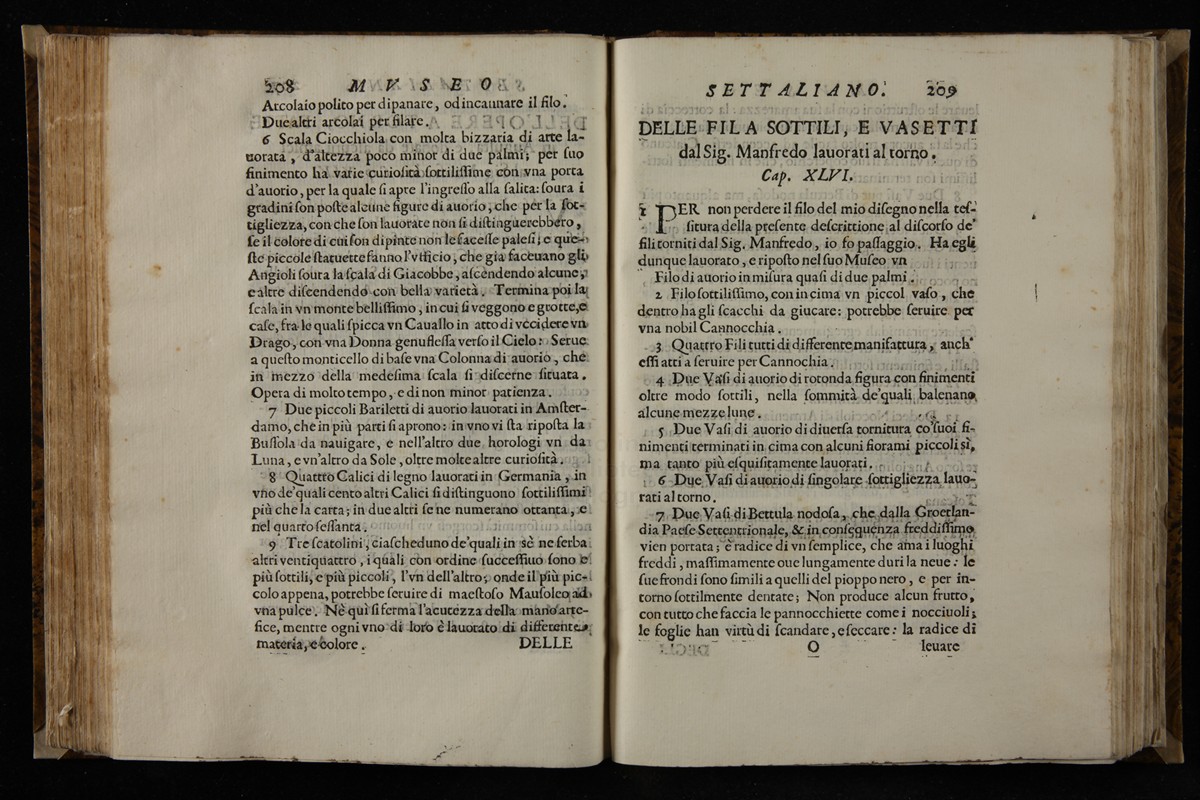 208 MVSEO
Arcolaio polito per dipanare, od incannare il filo.
Due altri arcolai per filare.
6 Scala Ciocchiola con molta bizzaria di arte la-
uorata, d'altezza poco minor di due palmi; per ſuo
finimento ha varie curioſità ſottiliſſime con vna porta
d'auorio, per la quale ſi apre l'ingreſſo alla ſalita: ſoura i
gradini ſon poſte alcune figure di auorio, che per la ſot-
tigliezza, con che ſon lauorate non ſi diſtinguerebbero,
ſe il colore di cui ſon dipinte non le faceſſe paleſi; e que-
ſte piccole ſtatuette fanno l'vfficio, che già faceuano gli
Angioli ſoura la ſcala di Giacobbe, aſcendendo alcune,
e altre diſcendendo con bella varietà. Termina poi la
ſcala in vn monte belliſſimo, in cui ſi veggono e grotte, e
caſe, fra le quali ſpicca vn Cauallo in atto di vccidere vn
Drago, con vna Donna genufleſſa verſo il Cielo: Serue
a queſto monticello di baſe vna Colonna di auorio, che
in mezzo della medeſima ſcala ſi diſcerne ſituata.
Opera di molto tempo, e di non minor patienza.
7 Due piccoli Bariletti di auorio lauorati in Amſter-
damo, che in più parti ſi aprono: in vno vi ſta ripoſta la
Buſſola da nauigare, e nell'altro due horologi vn da
Luna, e vn'altro da Sole, oltre molte altre curioſità.
8 Quattro Calici di legno lauorati in Germania, in
vno de'quali cento altri Calici ſi diſtinguono ſottiliſſimi
più che la carta; in due altri ſe ne numerano ottanta, e
nel quarto ſeſſanta.
9 Tre ſcatolini, ciaſcheduno de'quali in sè ne ſerba
altri ventiquattro, i quali con ordine ſucceſſiuo ſono e
più ſottili, e più piccoli, l'vn dell'altro; onde il più pic-
colo appena, potrebbe ſeruire di maeſtoſo Mauſoleo ad
vna pulce. Nè quì ſi ferma l'acutezza della mano arte-
fice, mentre ogni vno di loro è lauorato di differente
materia, e colore.
DELLE
SETTALIANO. 209
DELLE FILA SOTTILI, E VASETTI
dal Sig. Manfredo lauorati al torno.
Cap. XLVI.
1 PER non perdere il filo del mio diſegno nella teſ-
ſitura della preſente deſcrittione al diſcorſo de'
fili torniti dal Sig. Manfredo, io fo paſſaggio. Ha egli
dunque lauorato, e ripoſto nel ſuo Muſeo vn
Filo di auorio in miſura quaſi di due palmi.
2 Filo ſottiliſſimo, con in cima vn piccol vaſo, che
dentro ha gli ſcacchi da giucare: potrebbe ſeruire per
vna nobil Cannocchia.
3 Quattro Fili tutti di differente manifattura, anch'
eſſi atti a ſeruire per Cannochia.
4 Due Vaſi di auorio di rotonda figura con finimenti
oltre modo ſottili, nella ſommità de'quali balenano
alcune mezze lune.
5 Due Vaſi di auorio di diuerſa tornitura co'ſuoi fi-
nimenti terminati in cima con alcuni fiorami piccoli sì,
ma tanto più eſquiſitamente lauorati.
6 Due Vaſi di auorio di ſingolare ſottigliezza lauo-
rati al torno.
7 Due Vaſi di Bettula nodoſa, che dalla Groetlan-
dia Paeſe Settentrionale, & in conſequenza freddiſſimo
vien portata; è radice di vn ſemplice, che ama i luoghi
freddi, maſſimamente oue lungamente duri la neue: le
ſue frondi ſono ſimili a quelli del pioppo nero, e per in-
torno ſottilmente dentate; Non produce alcun frutto,
con tutto che faccia le pannocchiette come i nocciuoli;
le foglie han virtù di ſcandare, e ſeccare: la radice di
O leuare